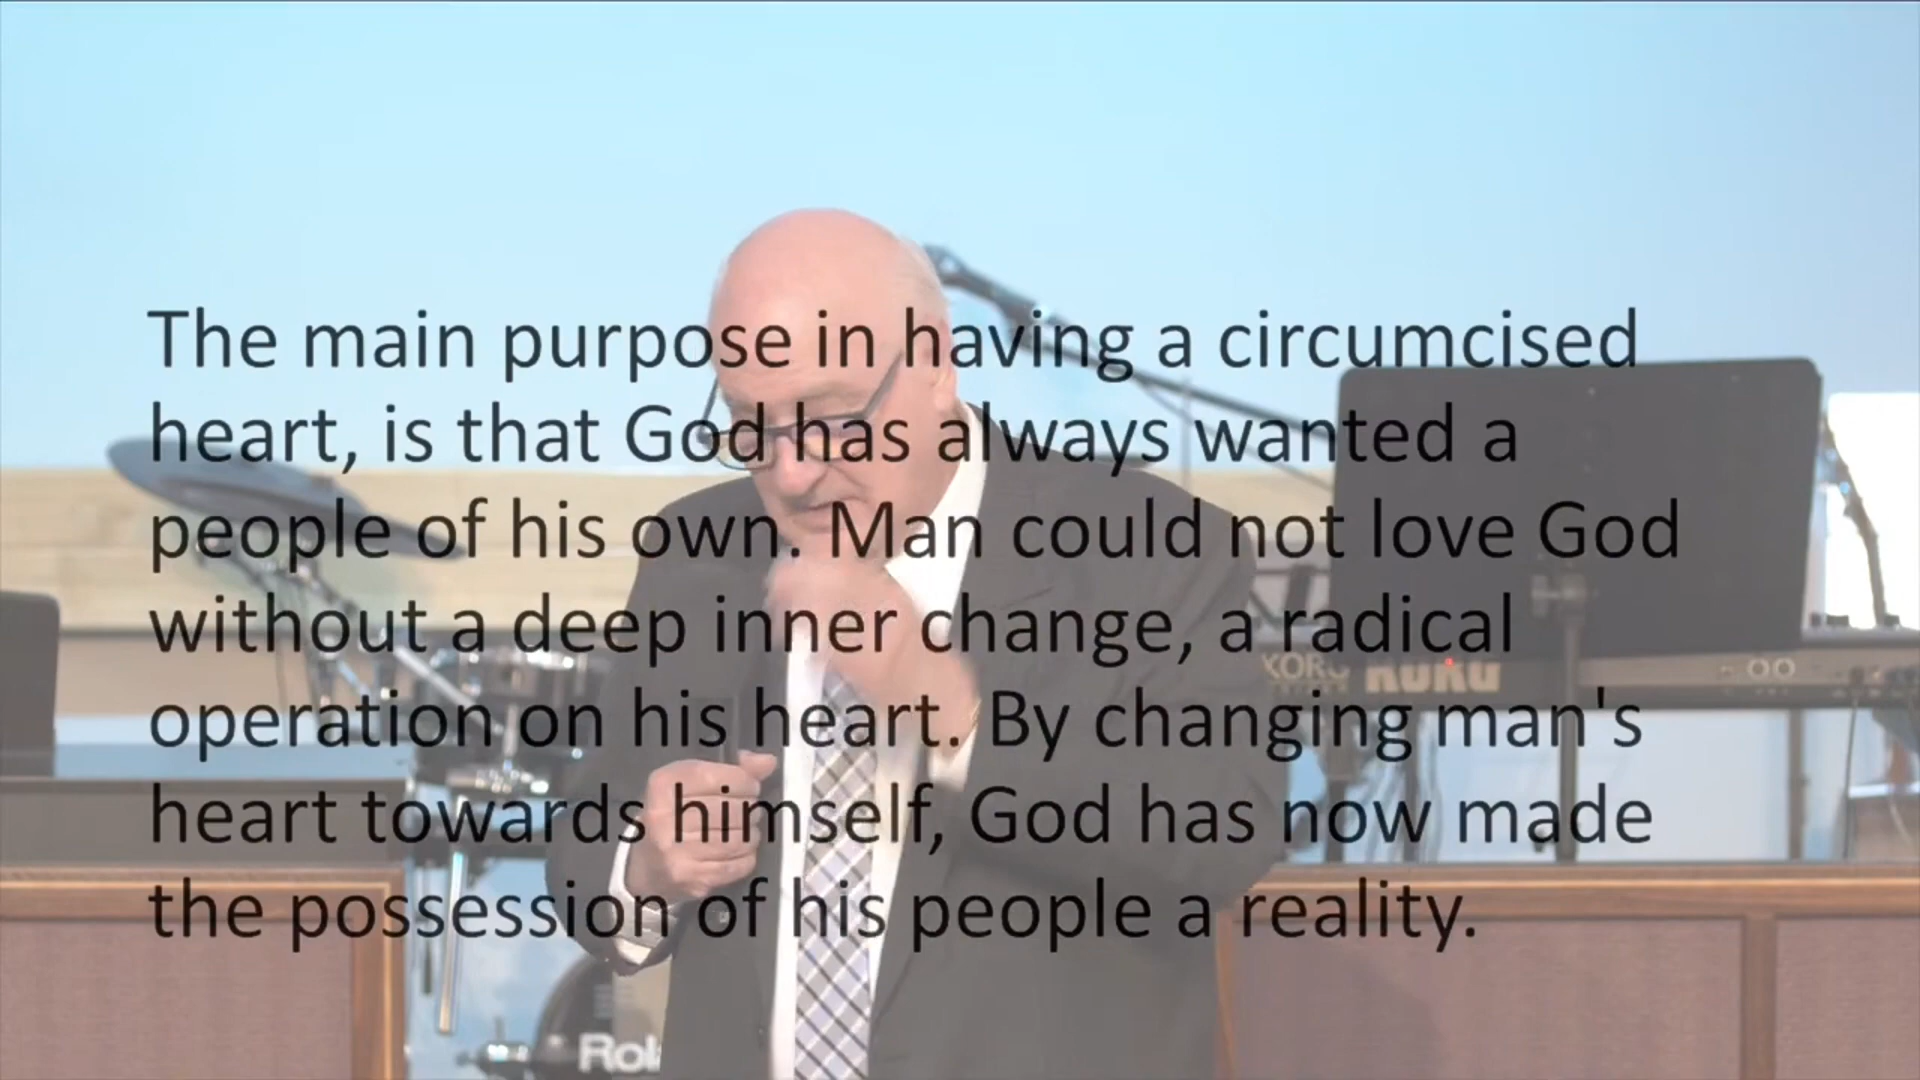 The main purpose in having a circumcised
heart, is that God has always wanted a
people of his own. Man could not love God
without a deep inner change, a radical
operation on his heart. By changing man's
heart towards himself, God has now made
the possession of his people a reality.
KORG
KORG